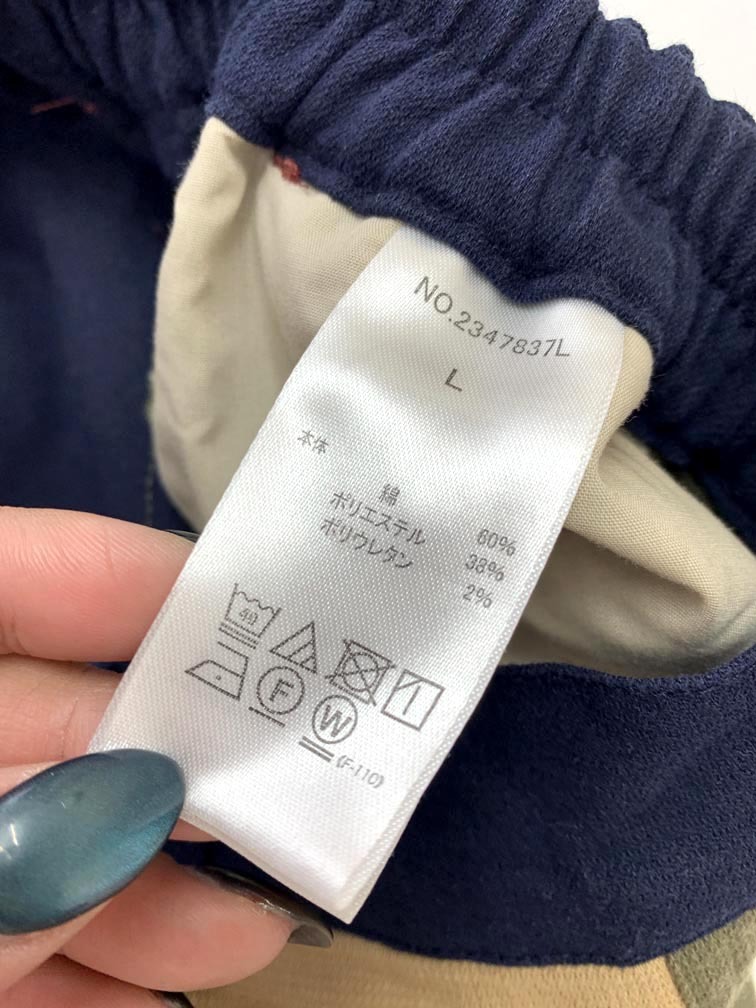 NO.2347837L
L
本体
綿 60%
ポリエステル 38%
ポリウレタン 2%
40
F
W
(F-110)